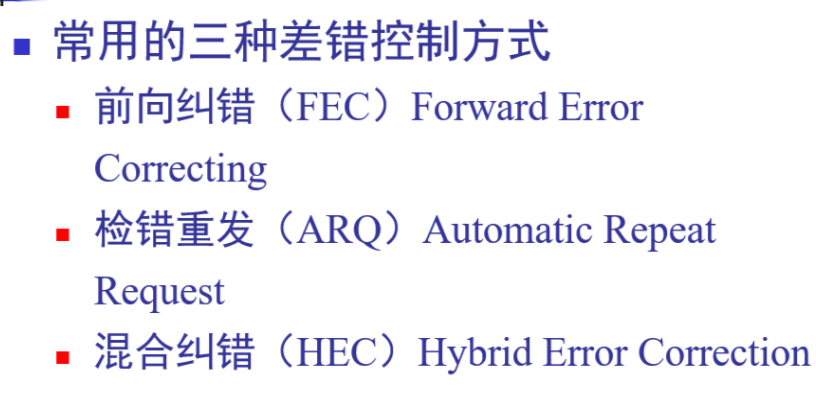 常用的三种差错控制方式
前向纠错（FEC）Forward Error
Correcting
检错重发（ARQ）Automatic Repeat
Request
混合纠错（HEC）Hybrid Error Correction